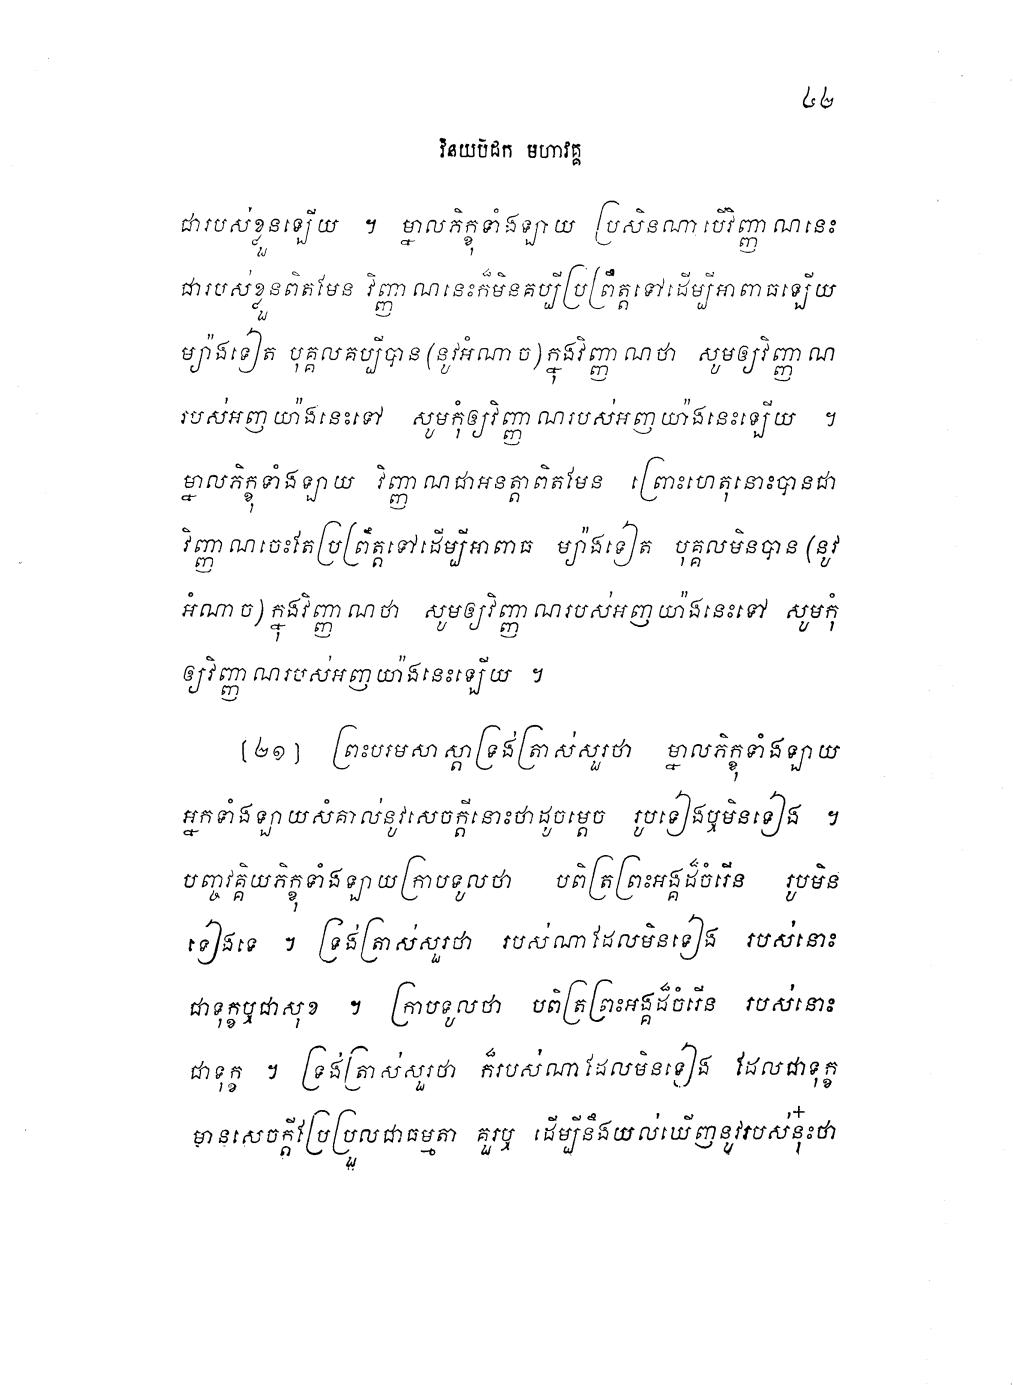 ៤២
វិនយបិដក មហាវគ្គ
ជារបស់ខ្លួនឡើយ ។ ម្នាលភិក្ខុទាំងឡាយ ប្រសិនណាបើវិញ្ញាណនេះ
ជារបស់ខ្លួនពិតមែន វិញ្ញាណនេះក៏មិនគប្បីប្រព្រឹត្តទៅដើម្បីអាពាធឡើយ
ម្យ៉ាងទៀត បុគ្គលគប្បីបាន(នូវអំណាច)ក្នុងវិញ្ញាណថា សូមឲ្យវិញ្ញាណ
របស់អញយ៉ាងនេះទៅ សូមកុំឲ្យវិញ្ញាណរបស់អញយ៉ាងនេះឡើយ ។
ម្នាលភិក្ខុទាំងឡាយ វិញ្ញាណជាអនត្តាពិតមែន ព្រោះហេតុនោះបានជា
វិញ្ញាណចេះតែប្រព្រឹត្តទៅដើម្បីអាពាធ ម្យ៉ាងទៀត បុគ្គលមិនបាន(នូវ
អំណាច)ក្នុងវិញ្ញាណថា សូមឲ្យវិញ្ញាណរបស់អញយ៉ាងនេះទៅ សូមកុំ
ឲ្យវិញ្ញាណរបស់អញយ៉ាងនេះឡើយ ។
[២១] ព្រះបរមសាស្តាទ្រង់ត្រាស់សួរថា ម្នាលភិក្ខុទាំងឡាយ
អ្នកទាំងឡាយសំគាល់នូវសេចក្តីនោះថាដូចម្តេច រូបទៀងឬមិនទៀង ។
បញ្ចវគ្គិយភិក្ខុទាំងឡាយក្រាបទូលថា បពិត្រព្រះអង្គដ៏ចំរើន រូបមិន
ទៀងទេ ។ ទ្រង់ត្រាស់សួរថា របស់ណាដែលមិនទៀង របស់នោះ
ជាទុក្ខឬជាសុខ ។ ក្រាបទូលថា បពិត្រព្រះអង្គដ៏ចំរើន របស់នោះ
ជាទុក្ខ ។ ទ្រង់ត្រាស់សួរថា ក៏របស់ណាដែលមិនទៀង ដែលជាទុក្ខ
មានសេចក្តីប្រែប្រួលជាធម្មតា គួរឬ ដើម្បីនឹងយល់ឃើញនូវរបស់នុ៎ះថា